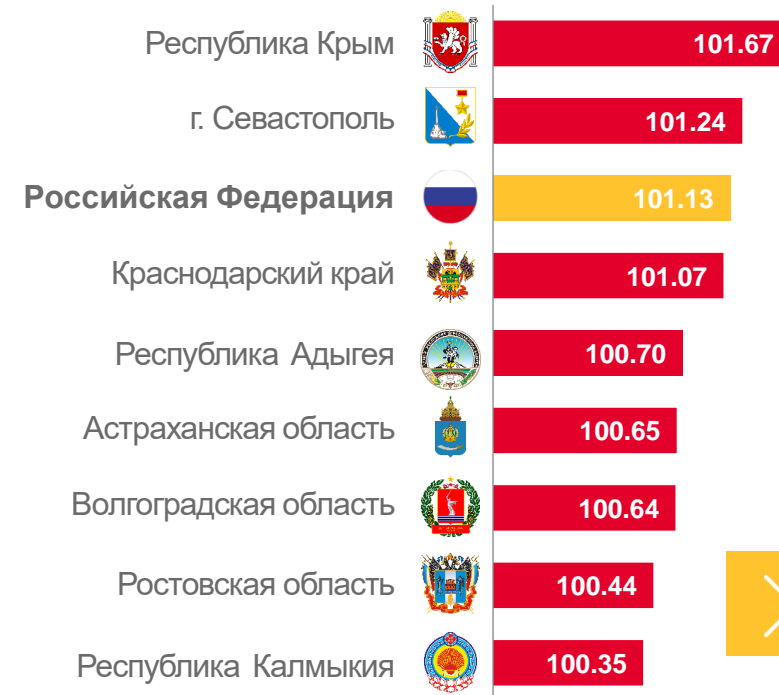 Республика Крым 101.67
г. Севастополь 101.24
Российская Федерация 101.13
Краснодарский край 101.07
Республика Адыгея 100.70
Астраханская область 100.65
Волгоградская область 100.64
Ростовская область 100.44
Республика Калмыкия 100.35